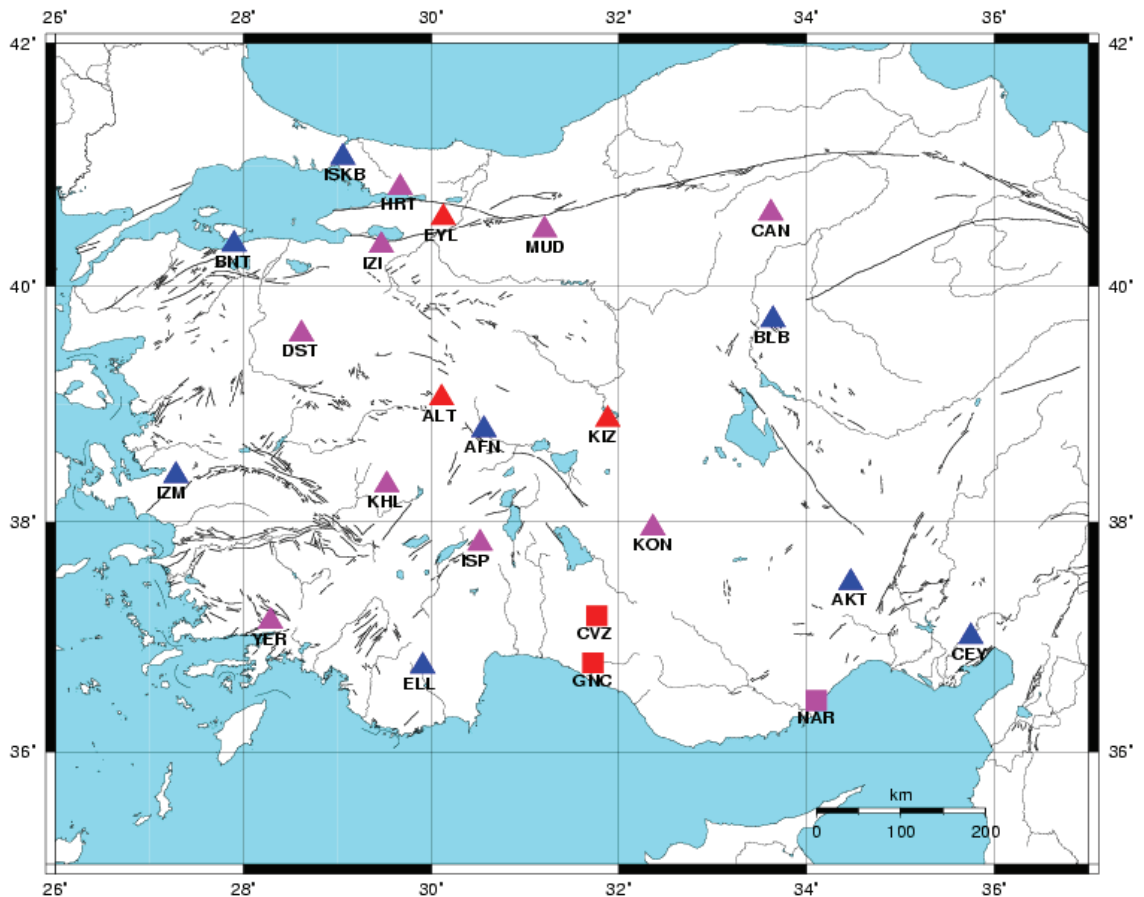 26° 28° 30° 32° 34° 36°
42° 42°
ISKB
HRT
EYL
CAN
MUD
BNT
IZI
40° 40°
BLB
DST
ALT
KIZ
AFN
IZM
KHL
38° 38°
KON
ISP
AKT
CVZ
YER
CEY
GNC
ELL
NAR
36° 36°
km
0 100 200
26° 28° 30° 32° 34° 36°